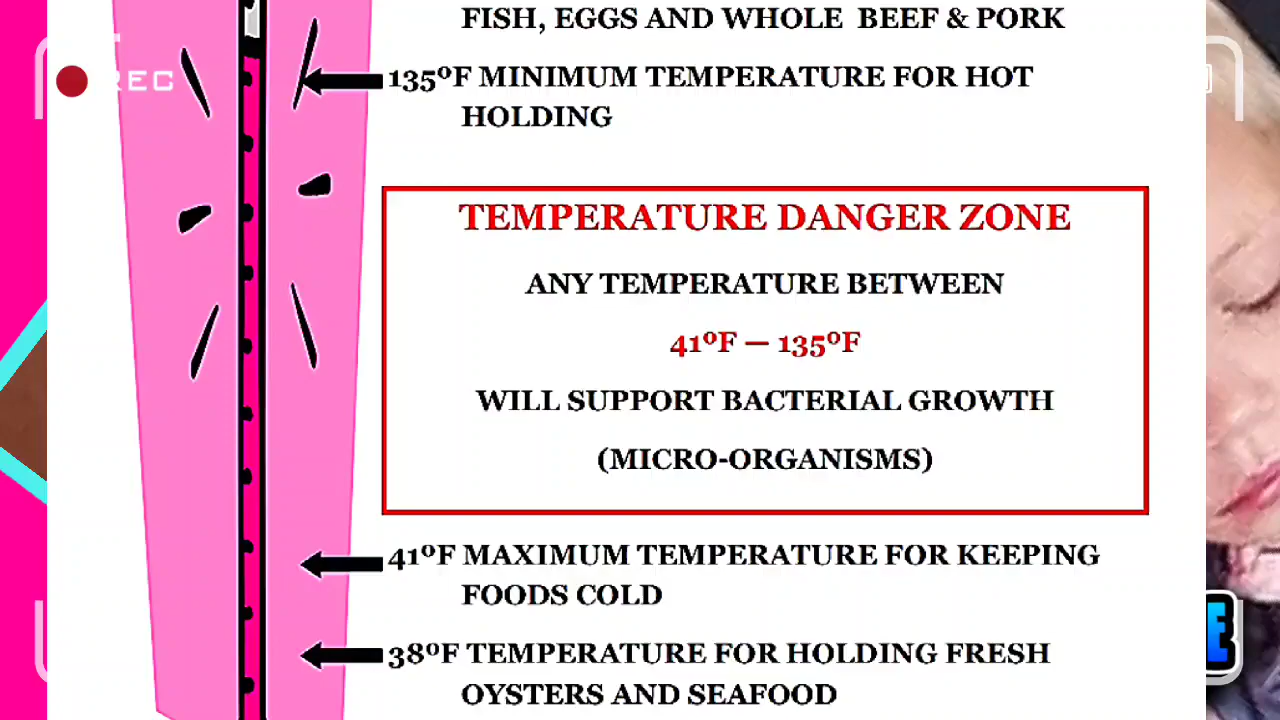 FISH, EGGS AND WHOLE BEEF & PORK
REC
135ºF MINIMUM TEMPERATURE FOR HOT
HOLDING
TEMPERATURE DANGER ZONE
ANY TEMPERATURE BETWEEN
41ºF — 135ºF
WILL SUPPORT BACTERIAL GROWTH
(MICRO-ORGANISMS)
41ºF MAXIMUM TEMPERATURE FOR KEEPING
FOODS COLD
38ºF TEMPERATURE FOR HOLDING FRESH
OYSTERS AND SEAFOOD